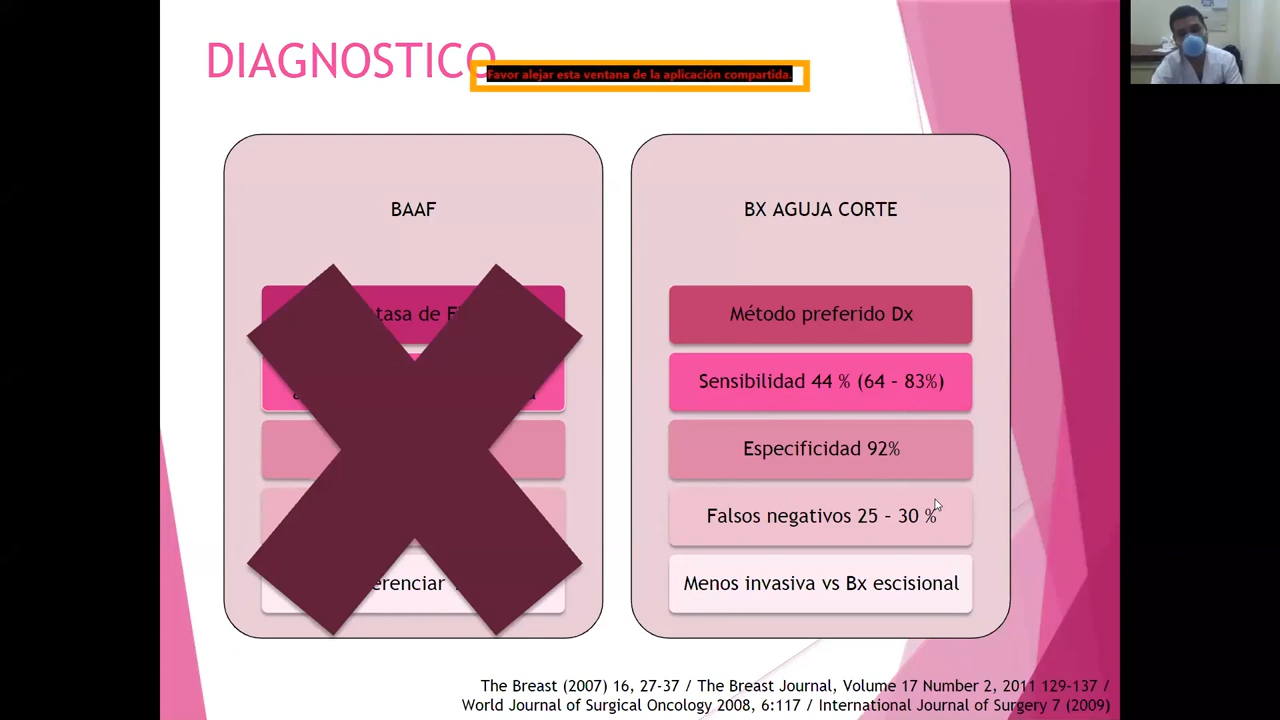 DIAGNOSTICO
Favor alejar esta ventana de la aplicación compartida.
BAAF
tasa de
erenciar
BX AGUJA CORTE
Método preferido Dx
Sensibilidad 44 % (64 – 83%)
Especificidad 92%
Falsos negativos 25 – 30 %
Menos invasiva vs Bx escisional
The Breast (2007) 16, 27-37 / The Breast Journal, Volume 17 Number 2, 2011 129–137 /
World Journal of Surgical Oncology 2008, 6:117 / International Journal of Surgery 7 (2009)